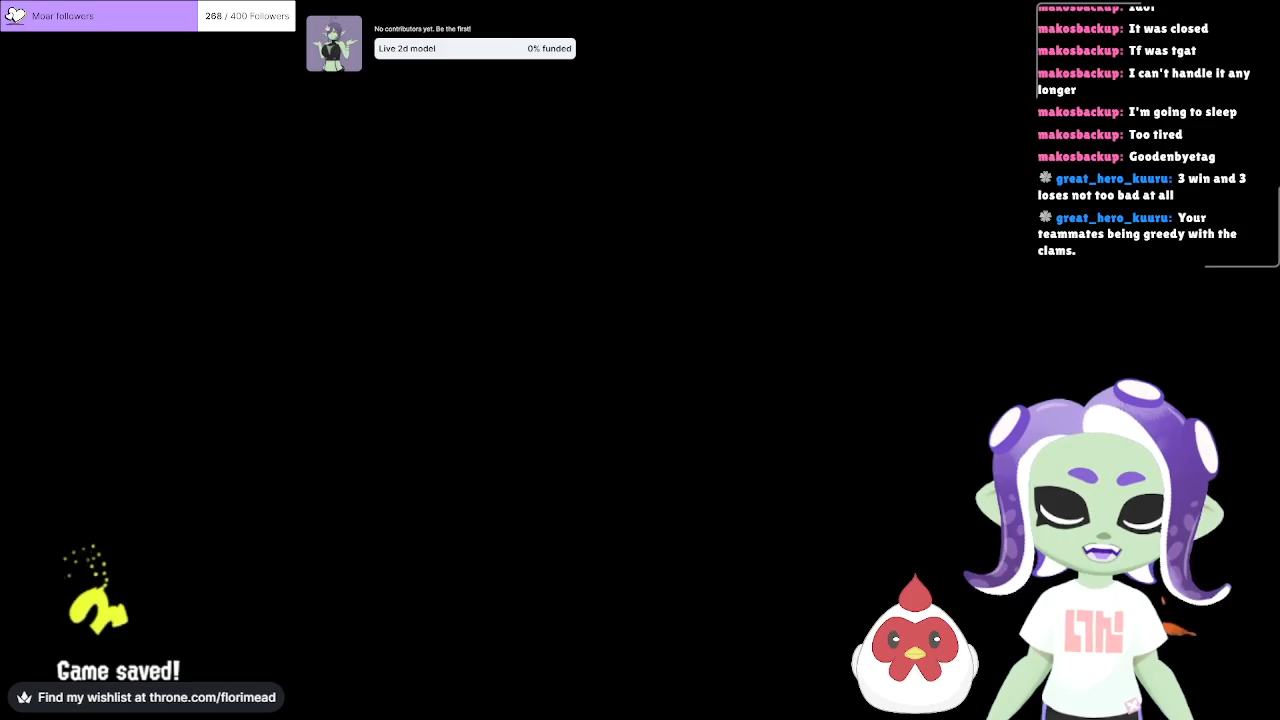 Moar followers
268 / 400 Followers
No contributors yet. Be the first!
Live 2d model
0% funded
makosbackup:
makosbackup: It was closed
makosbackup: Tf was tgat
makosbackup: I can't handle it any
longer
makosbackup: I'm going to sleep
makosbackup: Too tired
makosbackup: Goodenbyetag
great_hero_kuuru: 3 win and 3
loses not too bad at all
great_hero_kuuru: Your
teammates being greedy with the
clams.
Game saved!
Find my wishlist at throne.com/florimead